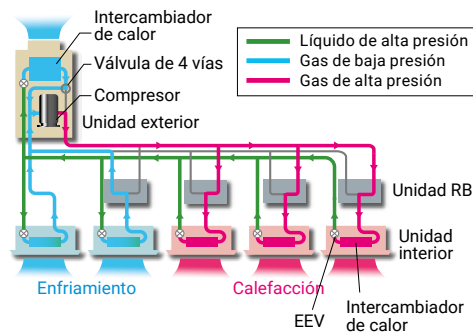 Intercambiador
de calor
Válvula de 4 vías
Compresor
Unidad exterior
Líquido de alta presión
Gas de baja presión
Gas de alta presión
Unidad RB
Unidad
interior
Enfriamiento
Calefacción
EEV
Intercambiador
de calor